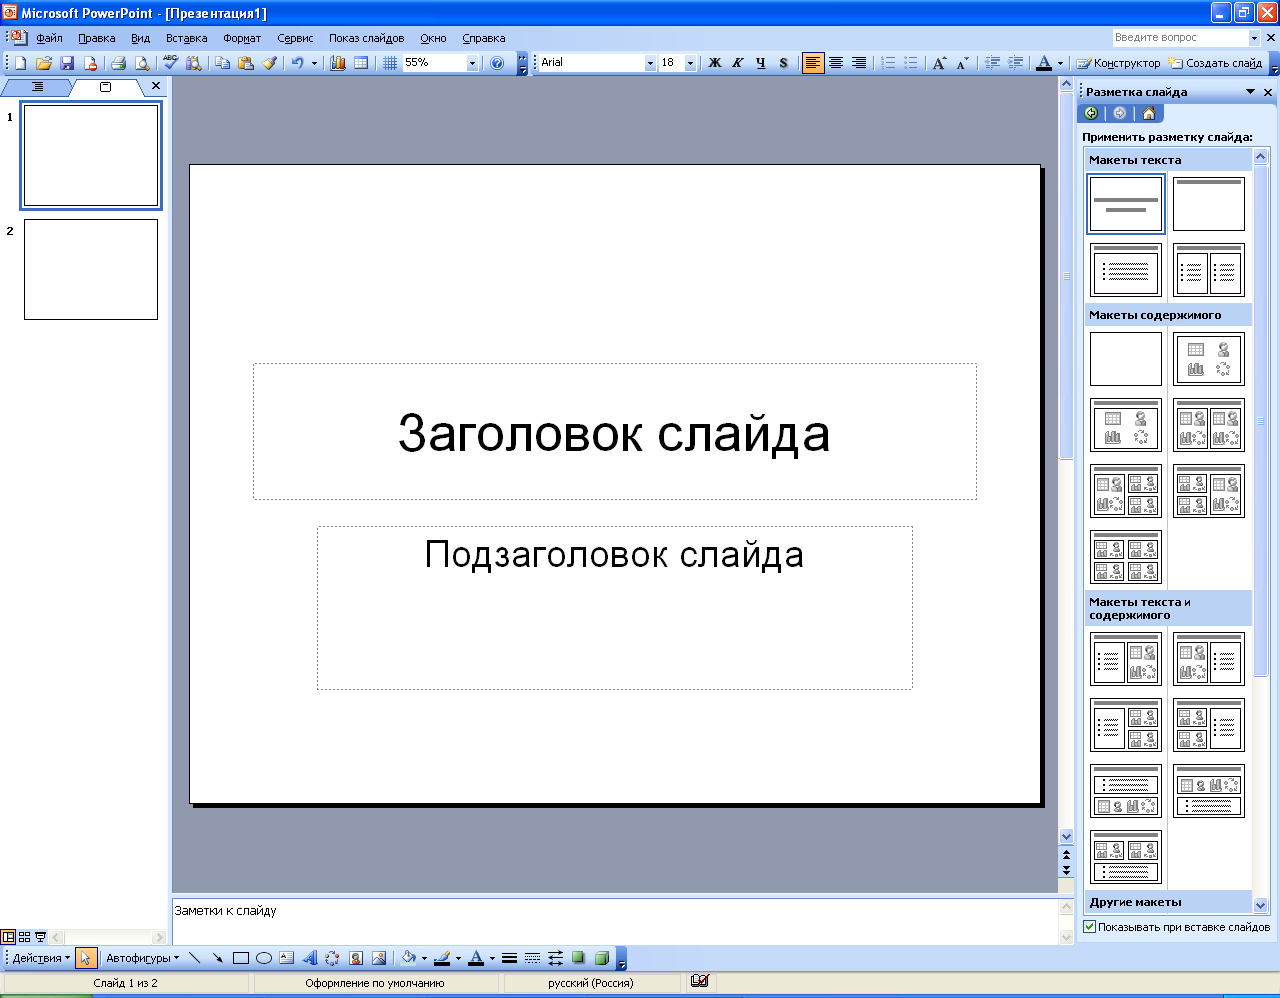 Microsoft PowerPoint - [Презентация1]
Файл Правка Вид Вставка Формат Сервис Показ слайдов Окно Справка Введите вопрос
55% Arial 18 Ж К Ч S A A A Конструктор Создать слайд
Разметка слайда
Применить разметку слайда:
Макеты текста
1
2
Макеты содержимого
Заголовок слайда
Подзаголовок слайда
Макеты текста и
содержимого
Другие макеты
Показывать при вставке слайдов
Заметки к слайду
Действия Автофигуры A A
Слайд 1 из 2 Оформление по умолчанию русский (Россия)